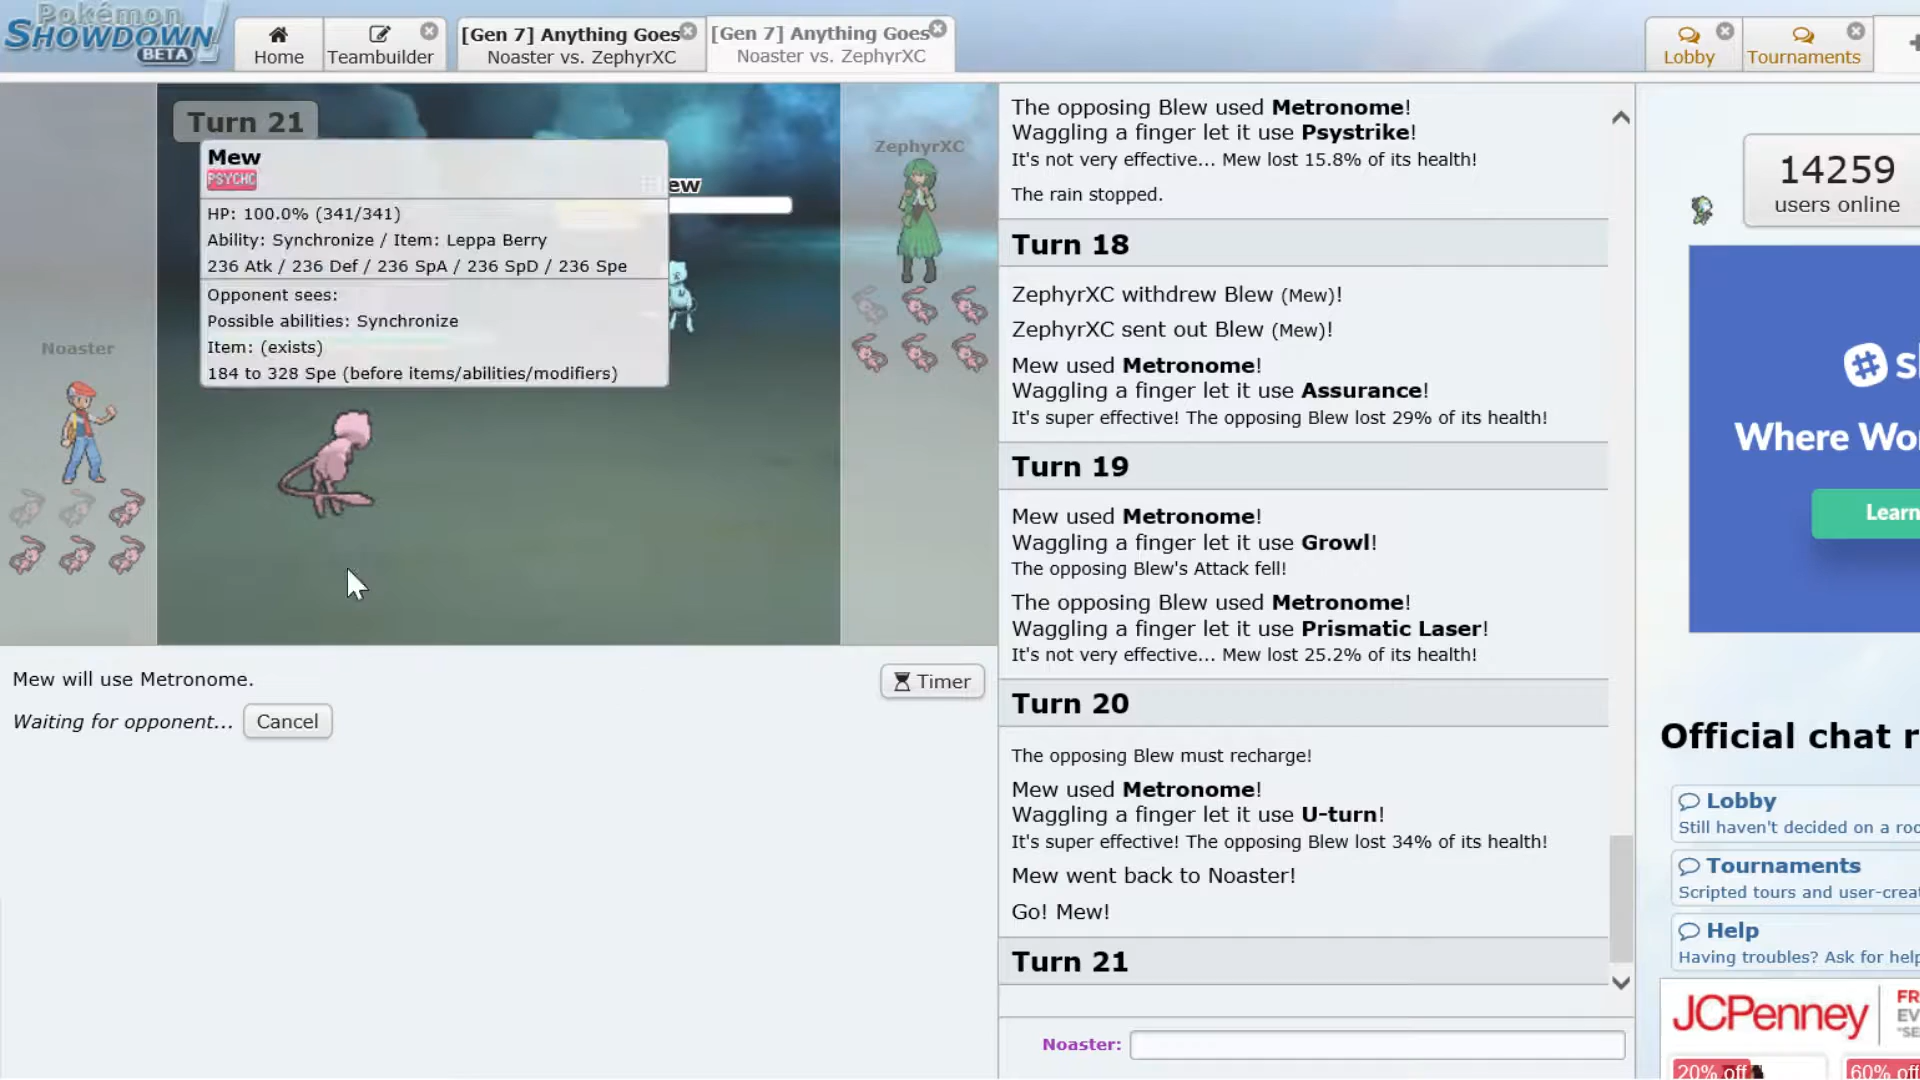 Pokémon
SHOWDOWN!
BETA
Home
Teambuilder
[Gen 7] Anything Goes
Noaster vs. ZephyrXC
[Gen 7] Anything Goes
Noaster vs. ZephyrXC
Lobby
Tournaments
Turn 21
Mew
PSYCHC
HP: 100.0% (341/341)
Ability: Synchronize / Item: Leppa Berry
236 Atk / 236 Def / 236 SpA / 236 SpD / 236 Spe
Opponent sees:
Possible abilities: Synchronize
Item: (exists)
184 to 328 Spe (before items/abilities/modifiers)
ew
ZephyrXC
Noaster
Mew will use Metronome.
Waiting for opponent... Cancel
Timer
The opposing Blew used Metronome!
Waggling a finger let it use Psystrike!
It's not very effective... Mew lost 15.8% of its health!
The rain stopped.
Turn 18
ZephyrXC withdrew Blew (Mew)!
ZephyrXC sent out Blew (Mew)!
Mew used Metronome!
Waggling a finger let it use Assurance!
It's super effective! The opposing Blew lost 29% of its health!
Turn 19
Mew used Metronome!
Waggling a finger let it use Growl!
The opposing Blew's Attack fell!
The opposing Blew used Metronome!
Waggling a finger let it use Prismatic Laser!
It's not very effective... Mew lost 25.2% of its health!
Turn 20
The opposing Blew must recharge!
Mew used Metronome!
Waggling a finger let it use U-turn!
It's super effective! The opposing Blew lost 34% of its health!
Mew went back to Noaster!
Go! Mew!
Turn 21
Noaster:
14259
users online
sl
Where Wo
Learn
Official chat r
Lobby
Still haven't decided on a roo
Tournaments
Scripted tours and user-crea
Help
Having troubles? Ask for help
JCPenney
FR
EV
"SE
20% off
60% off